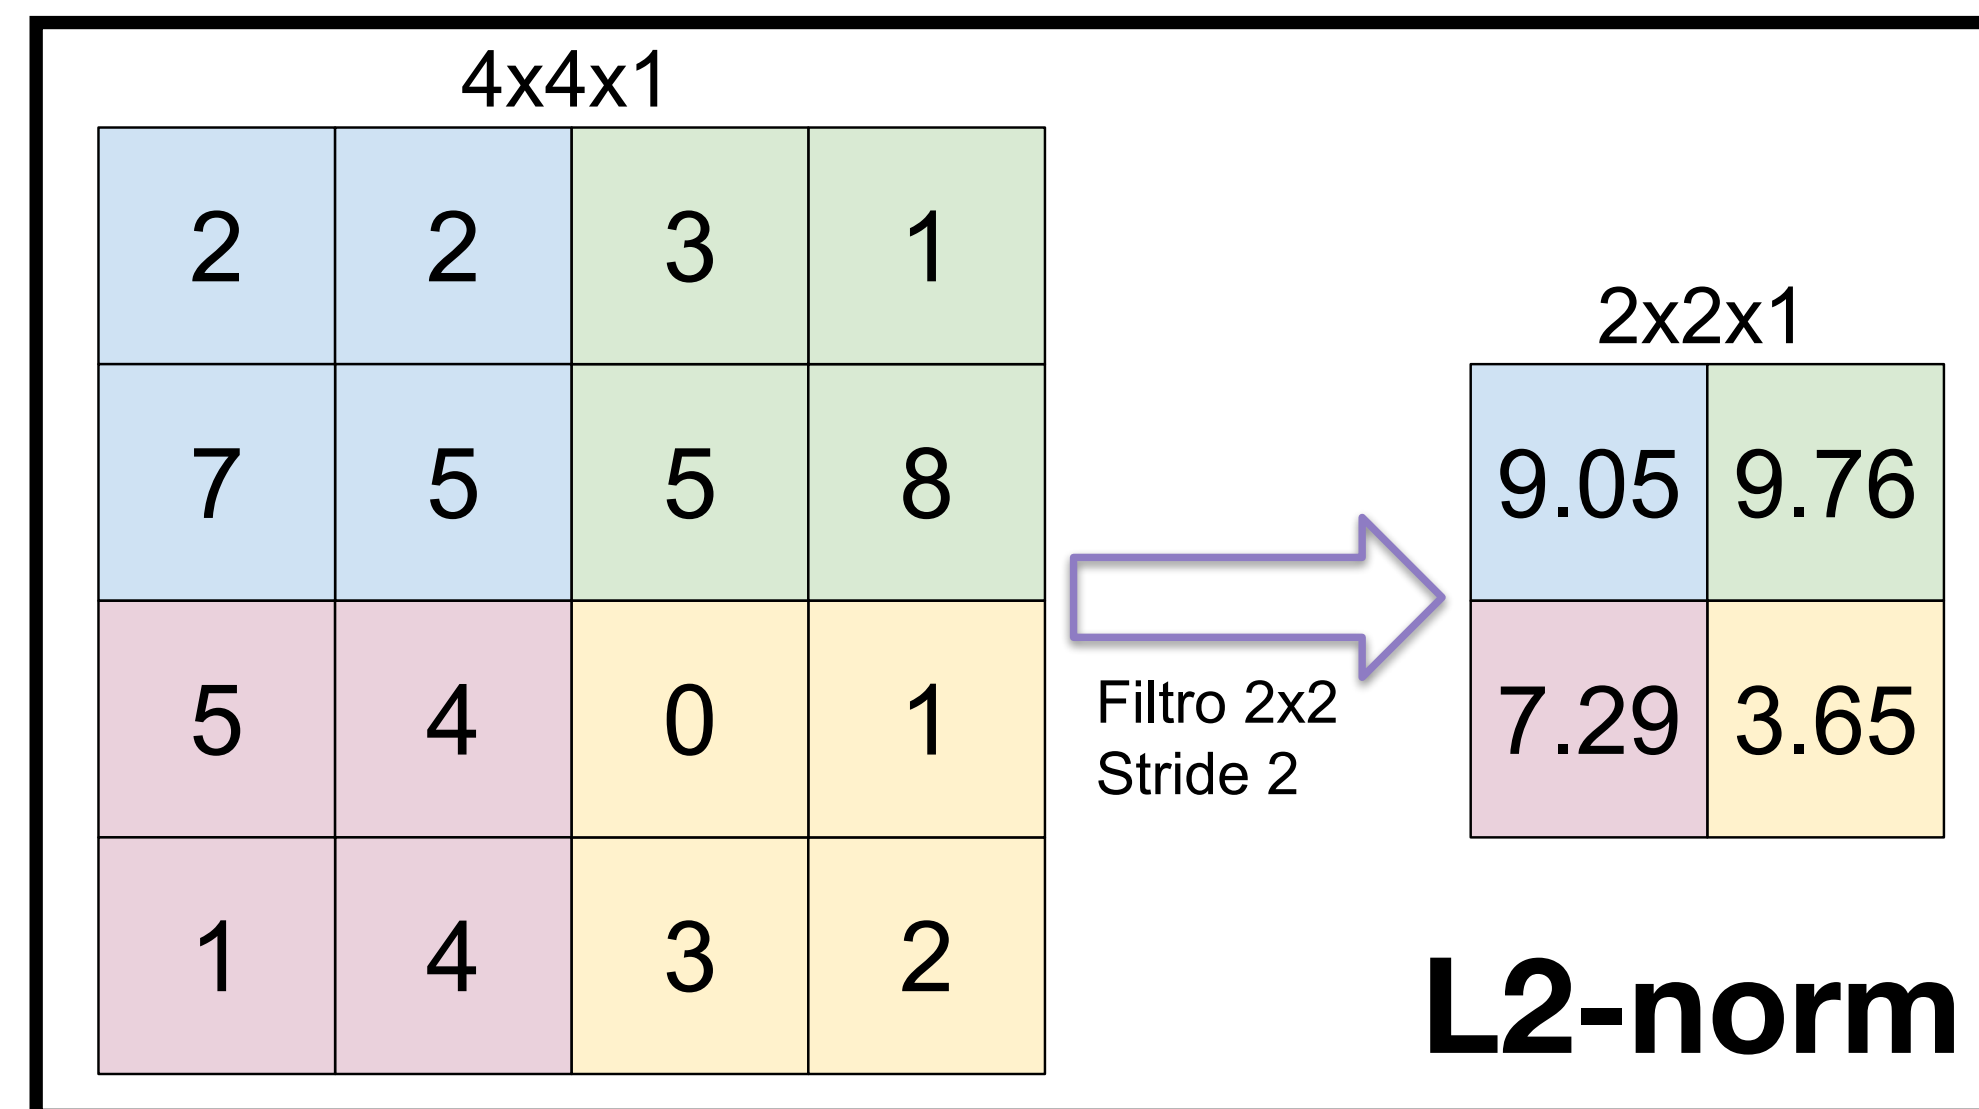 4x4x1
2 2 3 1
7 5 5 8
5 4 0 1
1 4 3 2
Filtro 2x2
Stride 2
2x2x1
9.05 9.76
7.29 3.65
L2-norm